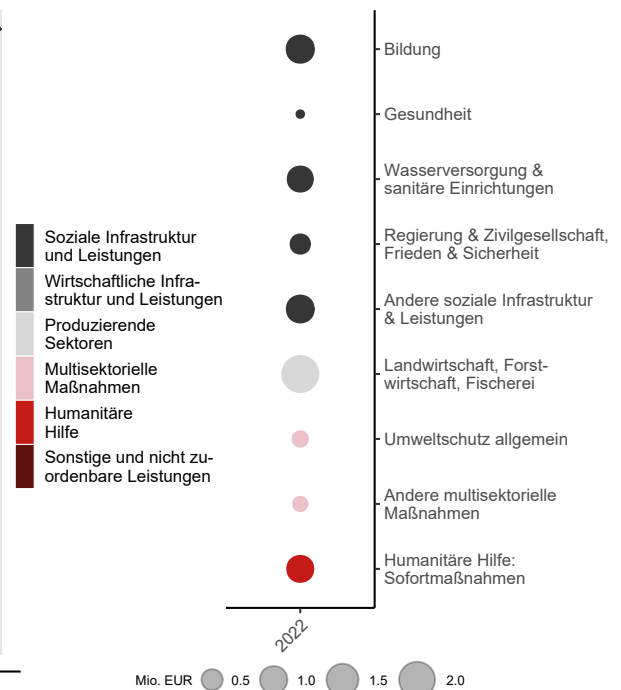 Bildung
Gesundheit
Wasserversorgung &
sanitäre Einrichtungen
Regierung & Zivilgesellschaft,
Frieden & Sicherheit
Andere soziale Infrastruktur
& Leistungen
Landwirtschaft, Forst-
wirtschaft, Fischerei
Umweltschutz allgemein
Andere multisektorielle
Maßnahmen
Humanitäre Hilfe:
Sofortmaßnahmen
Soziale Infrastruktur
und Leistungen
Wirtschaftliche Infra-
struktur und Leistungen
Produzierende
Sektoren
Multisektorielle
Maßnahmen
Humanitäre
Hilfe
Sonstige und nicht zu-
ordenbare Leistungen
2022
Mio. EUR 0.5 1.0 1.5 2.0